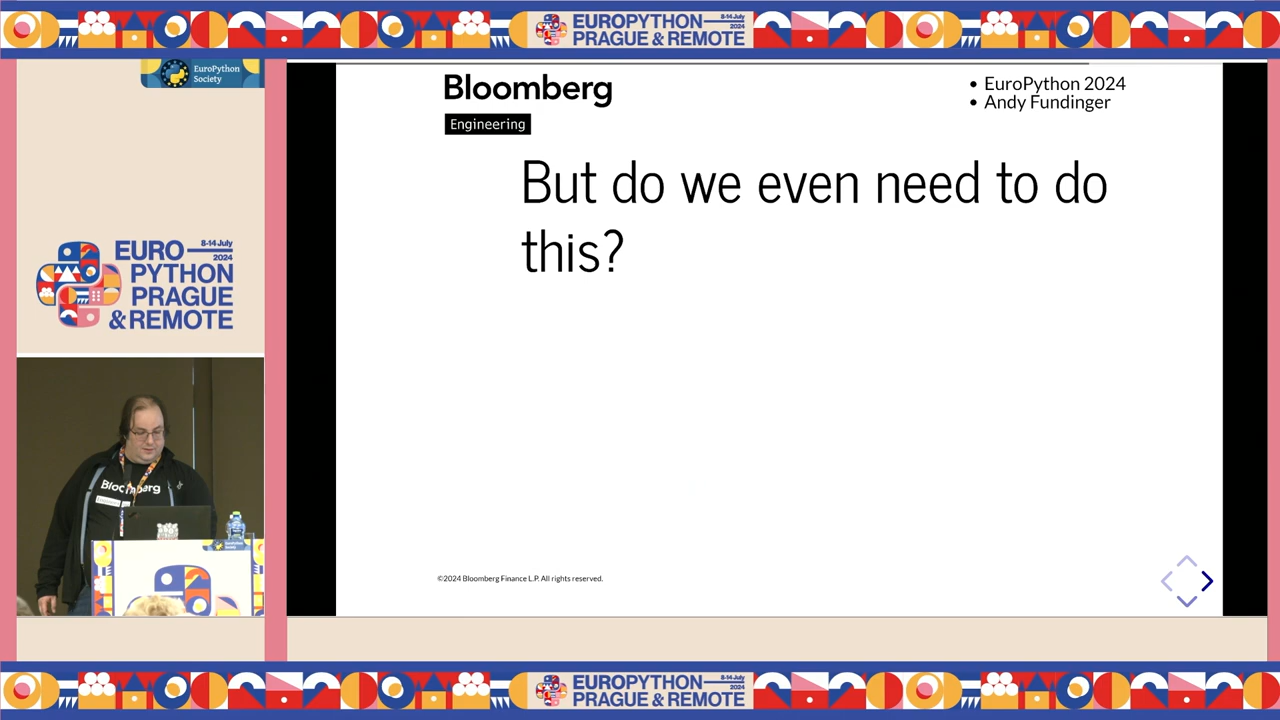 EUROPYTHON
8-14 July
2024
PRAGUE & REMOTE
EuroPython
Society
Bloomberg
Engineering
EuroPython 2024
Andy Fundinger
But do we even need to do
this?
EURO
8-14 July
2024
PYTHON
PRAGUE
& REMOTE
Bloomberg
EuroPython
Society
©2024 Bloomberg Finance L.P. All rights reserved.
EUROPYTHON
8-14 July
2024
PRAGUE & REMOTE